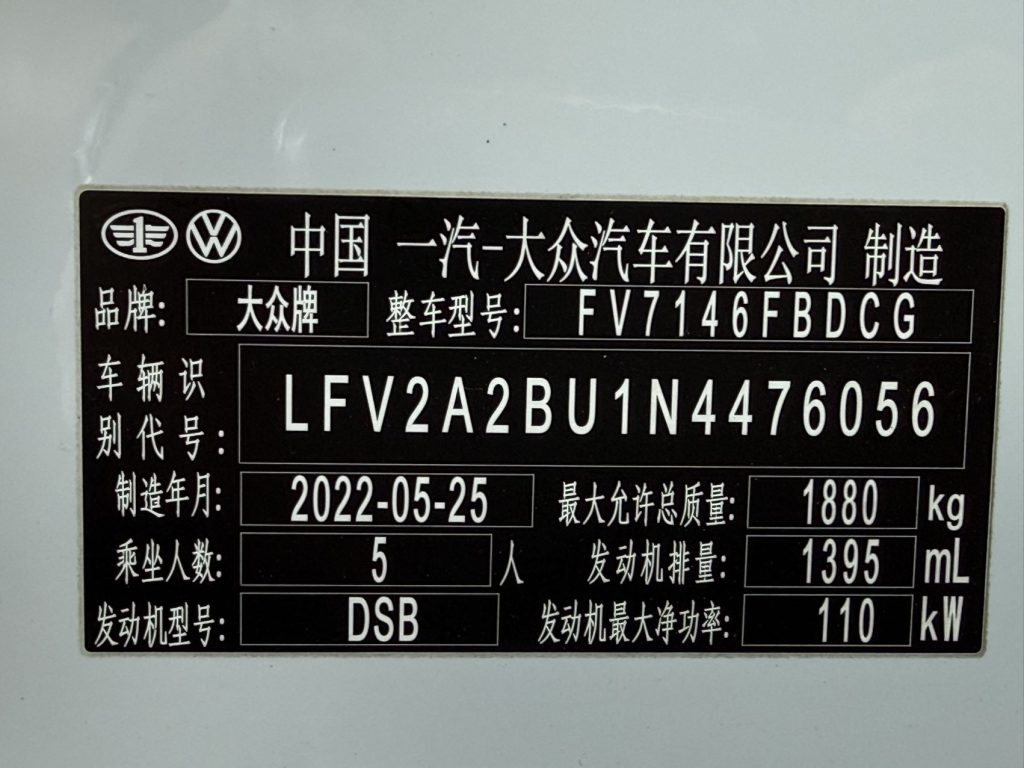 中国 一汽-大众汽车有限公司 制造
品牌: 大众牌 整车型号: FV7146FBDCG
车辆识别代号: LFV2A2BU1N4476056
制造年月: 2022-05-25 最大允许总质量: 1880 kg
乘坐人数: 5 人 发动机排量: 1395 mL
发动机型号: DSB 发动机最大净功率: 110 kW